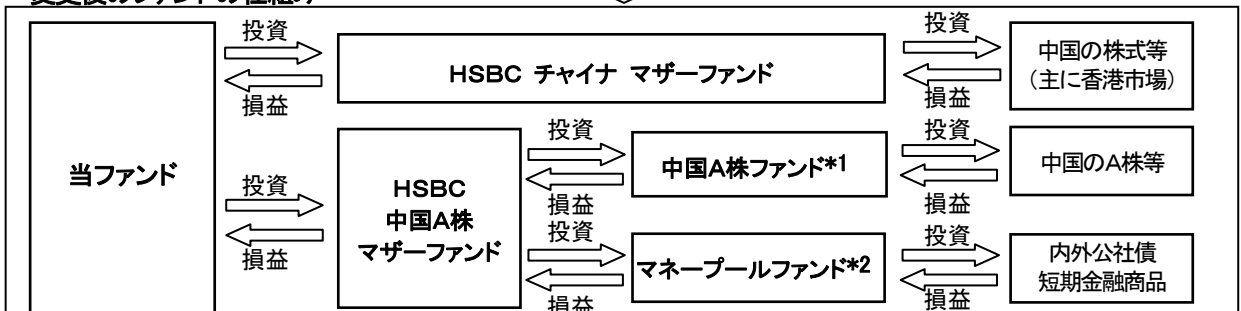 変更後のファンドの仕組み
投資
HSBC チャイナ マザーファンド
損益
投資
中国の株式等
（主に香港市場）
損益
当ファンド
投資
損益
HSBC
中国A株
マザーファンド
投資
中国A株ファンド*1
損益
投資
中国のA株等
損益
投資
マネープールファンド*2
損益
投資
内外公社債
短期金融商品
損益